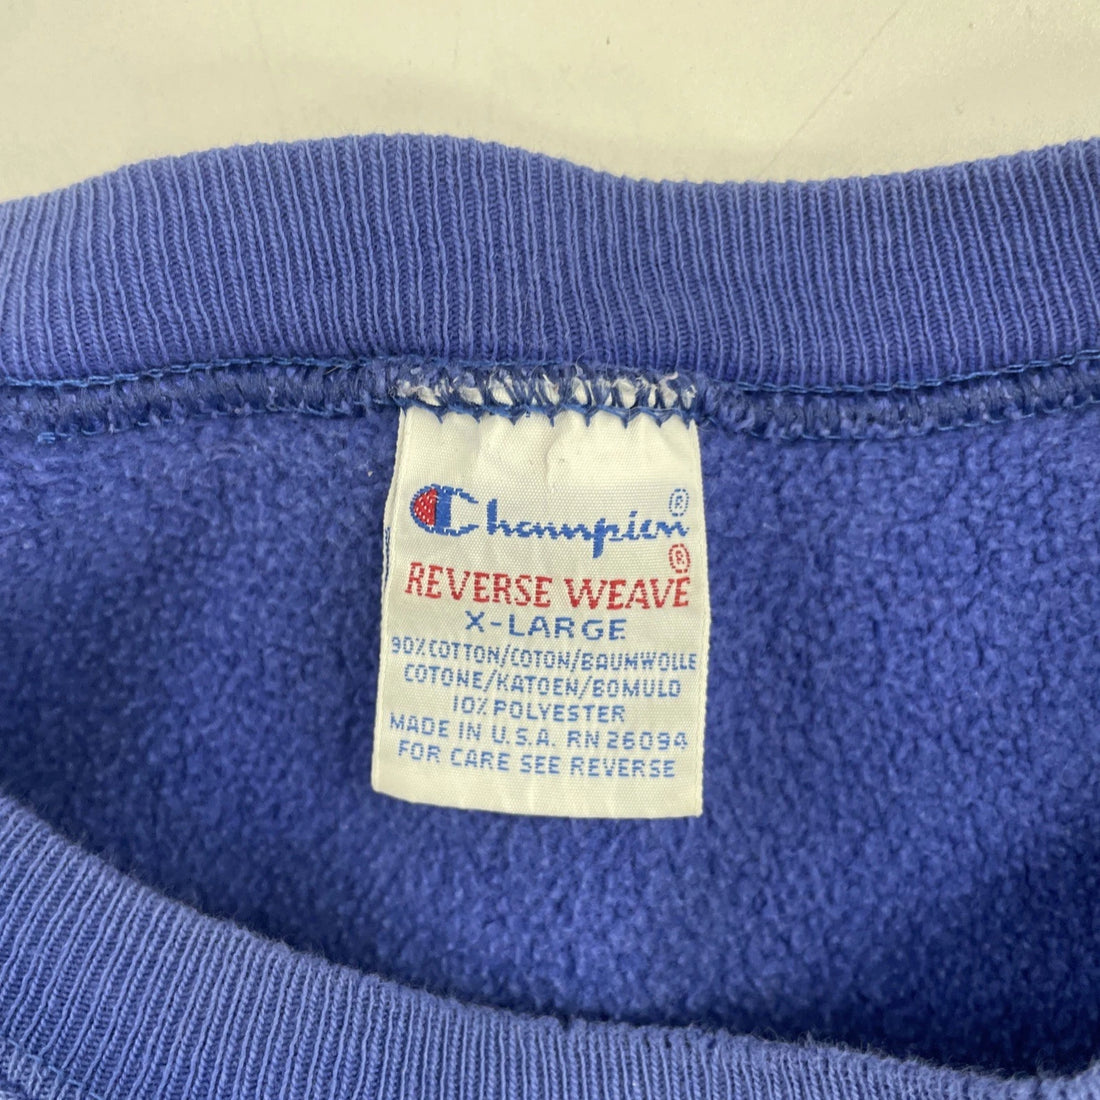 Champion®
®
REVERSE WEAVE
X-LARGE
90% COTTON/COTON/BAUMWOLLE
COTONE/KATOEN/BOMULD
10% POLYESTER
MADE IN U.S.A. RN 26094
FOR CARE SEE REVERSE